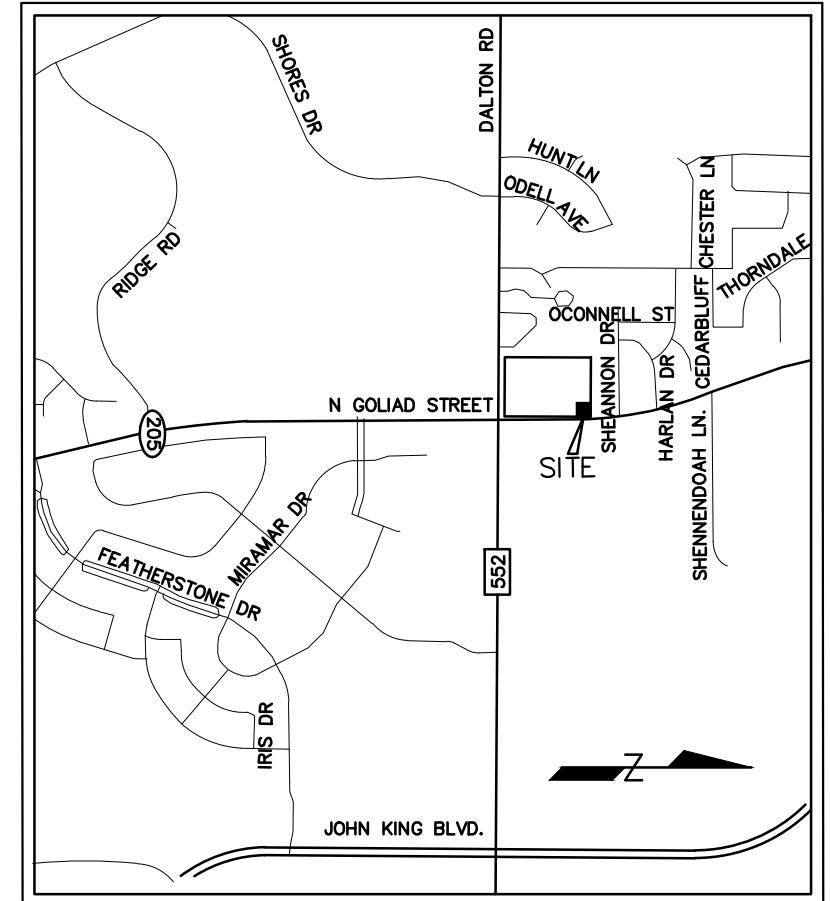 SHORES DR
DALTON RD
HUNT LN
ODELL AVE
CHESTER LN
THORNDALE
RIDGE RD
CEDARBLUFF
OCONNELL ST
SHEANNON DR
HARLAN DR
N GOLIAD STREET
205
SITE
SHENNENDOAH LN.
MIRAMAR DR
FEATHERSTONE DR
552
IRIS DR
Z
JOHN KING BLVD.